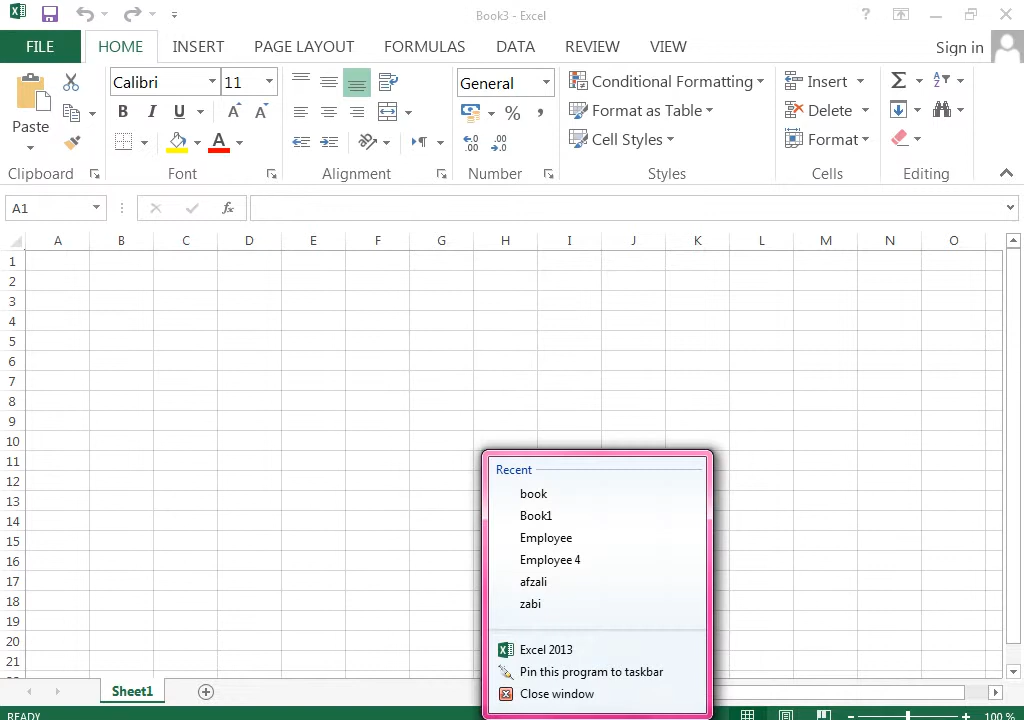 Book3 - Excel
?
FILE HOME INSERT PAGE LAYOUT FORMULAS DATA REVIEW VIEW Sign in
Calibri 11 General Conditional Formatting Insert
Paste B I U A A % , Format as Table Delete
A Cell Styles Format
Clipboard Font Alignment Number Styles Cells Editing
A1 fx
A B C D E F G H I J K L M N O
1
2
3
4
5
6
7
8
9
10
11
12
13
14
15
16
17
18
19
20
21
Recent
book
Book1
Employee
Employee 4
afzali
zabi
Excel 2013
Pin this program to taskbar
Close window
Sheet1
READY 100 %